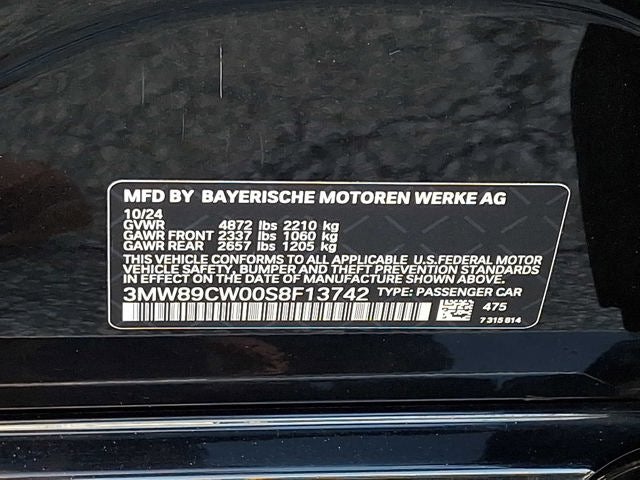 MFD BY BAYERISCHE MOTOREN WERKE AG
10/24
GVWR 4872 lbs 2210 kg
GAWR FRONT 2337 lbs 1060 kg
GAWR REAR 2657 lbs 1205 kg
THIS VEHICLE CONFORMS TO ALL APPLICABLE U.S.FEDERAL MOTOR
VEHICLE SAFETY, BUMPER AND THEFT PREVENTION STANDARDS
IN EFFECT ON THE DATE OF MANUFACTURE SHOWN ABOVE.
3MW89CW00S8F13742 TYPE: PASSENGER CAR
475
7 315 814